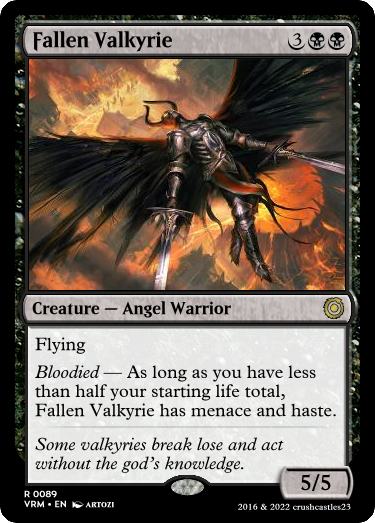 Fallen Valkyrie 3
Creature — Angel Warrior
Flying
Bloodied — As long as you have less
than half your starting life total,
Fallen Valkyrie has menace and haste.
Some valkyries break lose and act
without the god's knowledge.
5/5
R 0089
VRM • EN ARTOZI
2016 & 2022 crushcastles23